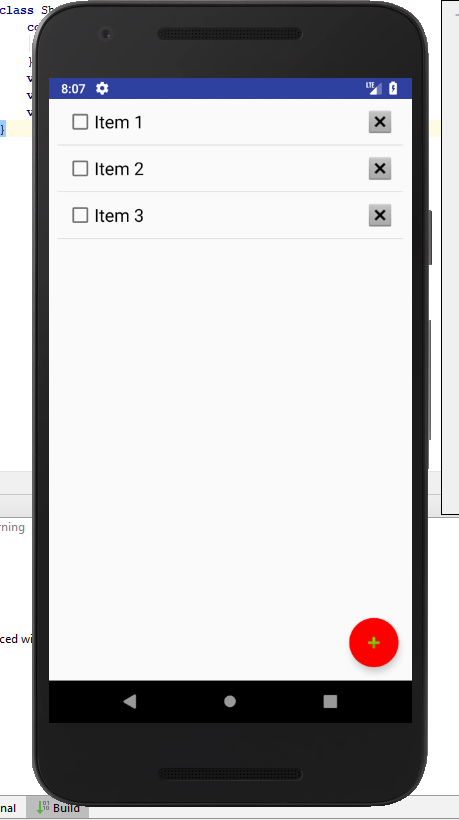 class Sh
co
}
v
v
v
}
8:07 LTE
Item 1
Item 2
Item 3
+
rning
ced wi
nal
Build